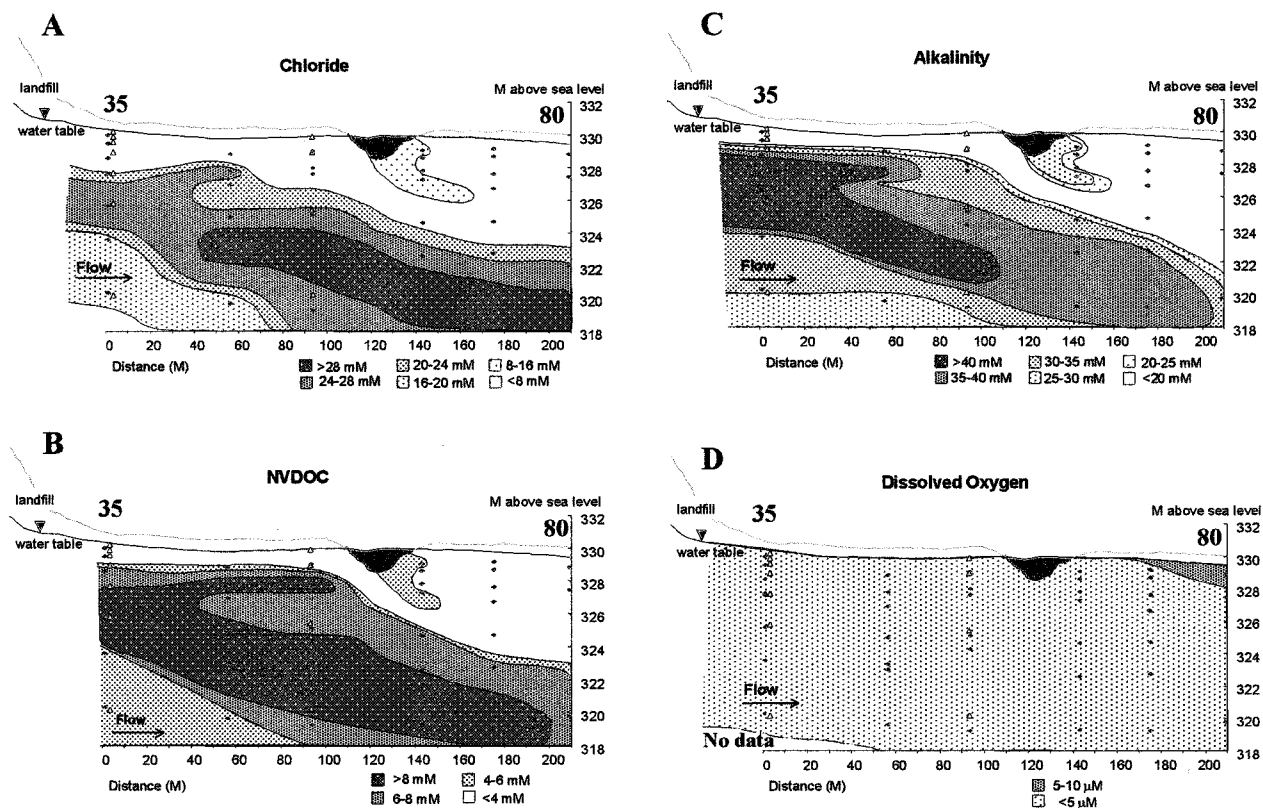 A
Chloride
landfill
35
M above sea level
80
water table
332
330
328
326
324
322
320
318
Flow
0 20 40 60 80 100 120 140 160 180 200
Distance (M)
>28 mM
20-24 mM
8-16 mM
24-28 mM
16-20 mM
<8 mM
C
Alkalinity
landfill
35
M above sea level
80
water table
332
330
328
326
324
322
320
318
Flow
0 20 40 60 80 100 120 140 160 180 200
Distance (M)
>40 mM
30-35 mM
20-25 mM
35-40 mM
25-30 mM
<20 mM
B
NVDOC
landfill
35
M above sea level
80
water table
332
330
328
326
324
322
320
318
Flow
0 20 40 60 80 100 120 140 160 180 200
Distance (M)
>8 mM
4-6 mM
6-8 mM
<4 mM
D
Dissolved Oxygen
landfill
35
M above sea level
80
water table
332
330
328
326
324
322
320
318
Flow
No data
0 20 40 60 80 100 120 140 160 180 200
Distance (M)
5-10 μM
<5 μM